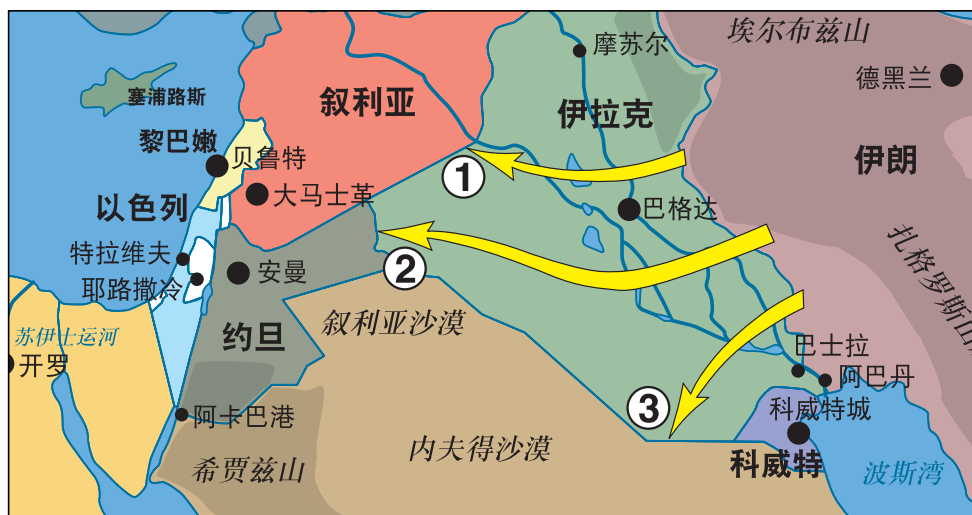 埃尔布兹山
摩苏尔
德黑兰
塞浦路斯
叙利亚
伊拉克
黎巴嫩
贝鲁特
伊朗
①
大马士革
以色列
巴格达
特拉维夫
②
安曼
耶路撒冷
扎格罗斯山
叙利亚沙漠
苏伊士运河
约旦
巴士拉
开罗
阿巴丹
③
科威特城
阿卡巴港
内夫得沙漠
希贾兹山
科威特
波斯湾